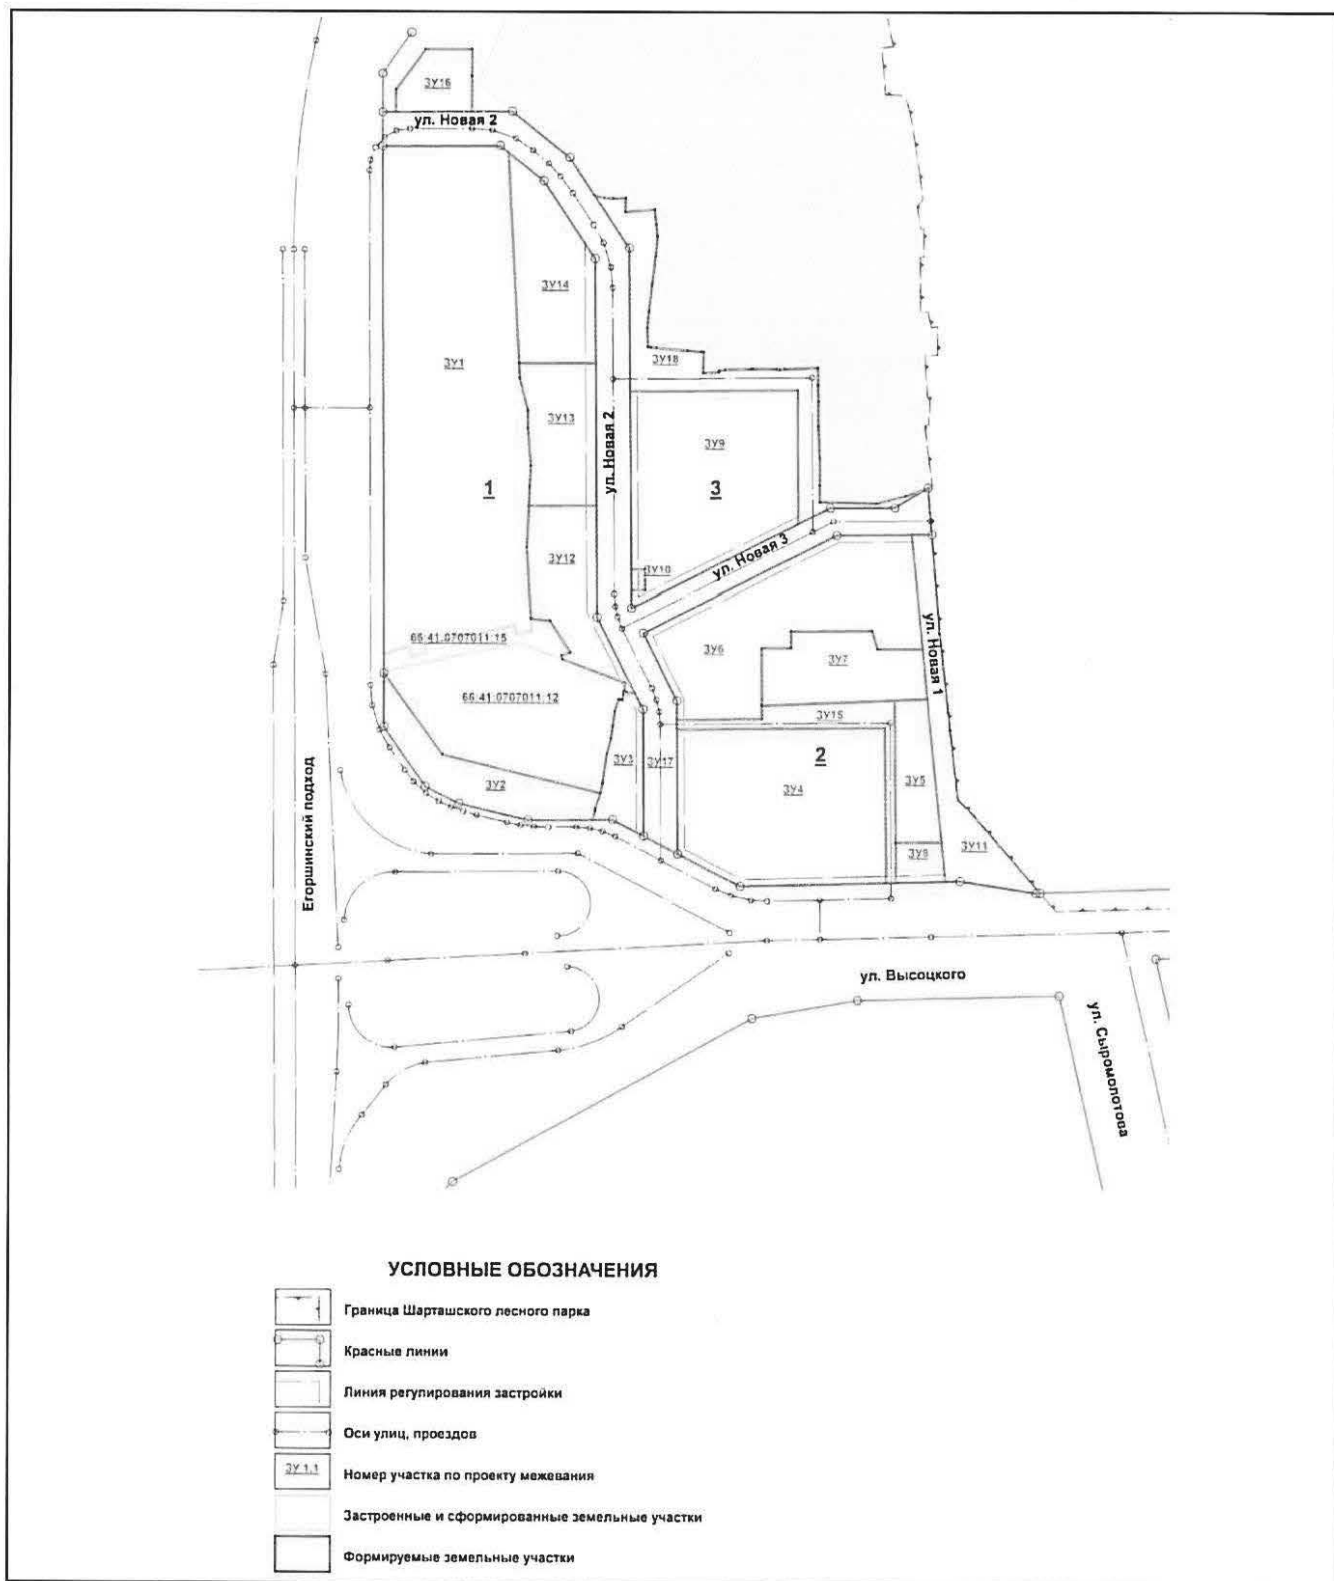 ЗУ16
ул. Новая 2
ЗУ14
ЗУ1
ЗУ18
ЗУ13
ул. Новая 2
ЗУ9
1
3
ЗУ12
ул. Новая 3
ЗУ10
66:41:0707011:15
ЗУ6
ЗУ7
ул. Новая 1
66:41:0707011:12
ЗУ15
ЗУ3
ЗУ17
2
ЗУ2
ЗУ4
ЗУ5
Егоршинский подход
ЗУ8
ЗУ11
ул. Высоцкого
ул. Сыромолотова
УСЛОВНЫЕ ОБОЗНАЧЕНИЯ
Граница Шарташского лесного парка
Красные линии
Линия регулирования застройки
Оси улиц, проездов
ЗУ 1.1
Номер участка по проекту межевания
Застроенные и сформированные земельные участки
Формируемые земельные участки